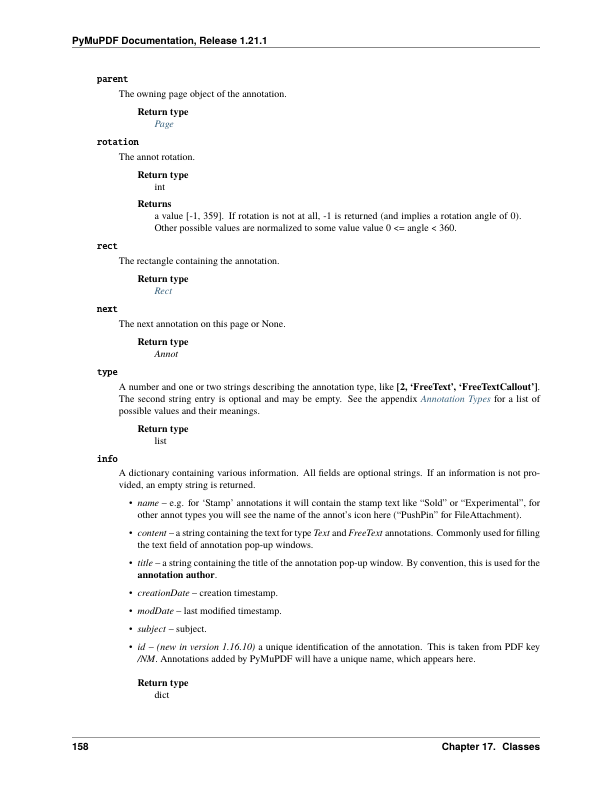 PyMuPDF Documentation, Release 1.21.1
parent
The owning page object of the annotation.
Return type
Page
rotation
The annot rotation.
Return type
int
Returns
a value [-1, 359]. If rotation is not at all, -1 is returned (and implies a rotation angle of 0).
Other possible values are normalized to some value value 0 <= angle < 360.
rect
The rectangle containing the annotation.
Return type
Rect
next
The next annotation on this page or None.
Return type
Annot
type
A number and one or two strings describing the annotation type, like [2, ‘FreeText’, ‘FreeTextCallout’].
The second string entry is optional and may be empty. See the appendix Annotation Types for a list of
possible values and their meanings.
Return type
list
info
A dictionary containing various information. All fields are optional strings. If an information is not pro-
vided, an empty string is returned.
• name – e.g. for ‘Stamp’ annotations it will contain the stamp text like “Sold” or “Experimental”, for
other annot types you will see the name of the annot’s icon here (“PushPin” for FileAttachment).
• content – a string containing the text for type Text and FreeText annotations. Commonly used for filling
the text field of annotation pop-up windows.
• title – a string containing the title of the annotation pop-up window. By convention, this is used for the
annotation author.
• creationDate – creation timestamp.
• modDate – last modified timestamp.
• subject – subject.
• id – (new in version 1.16.10) a unique identification of the annotation. This is taken from PDF key
/NM. Annotations added by PyMuPDF will have a unique name, which appears here.
Return type
dict
158
Chapter 17. Classes